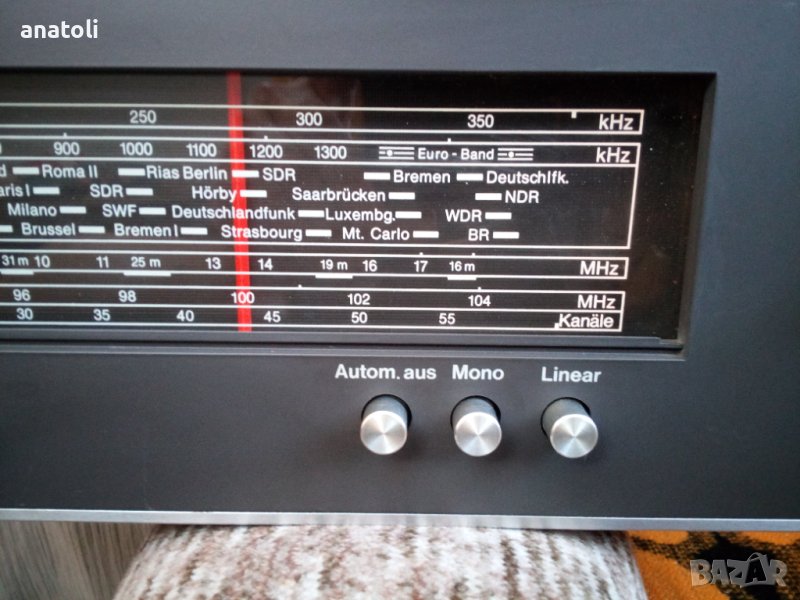 anatoli
250 300 350 kHz
900 1000 1100 1200 1300 Euro-Band kHz
Roma II Rias Berlin SDR Bremen Deutschlfk.
SDR Hörby Saarbrücken NDR
Milano SWF Deutschlandfunk Luxembg. WDR
Brussel Bremen I Strasbourg Mt. Carlo BR
31 m 10 11 25 m 13 14 19 m 16 17 16 m MHz
96 98 100 102 104 MHz
30 35 40 45 50 55 Kanäle
Autom. aus Mono Linear
BAZAR